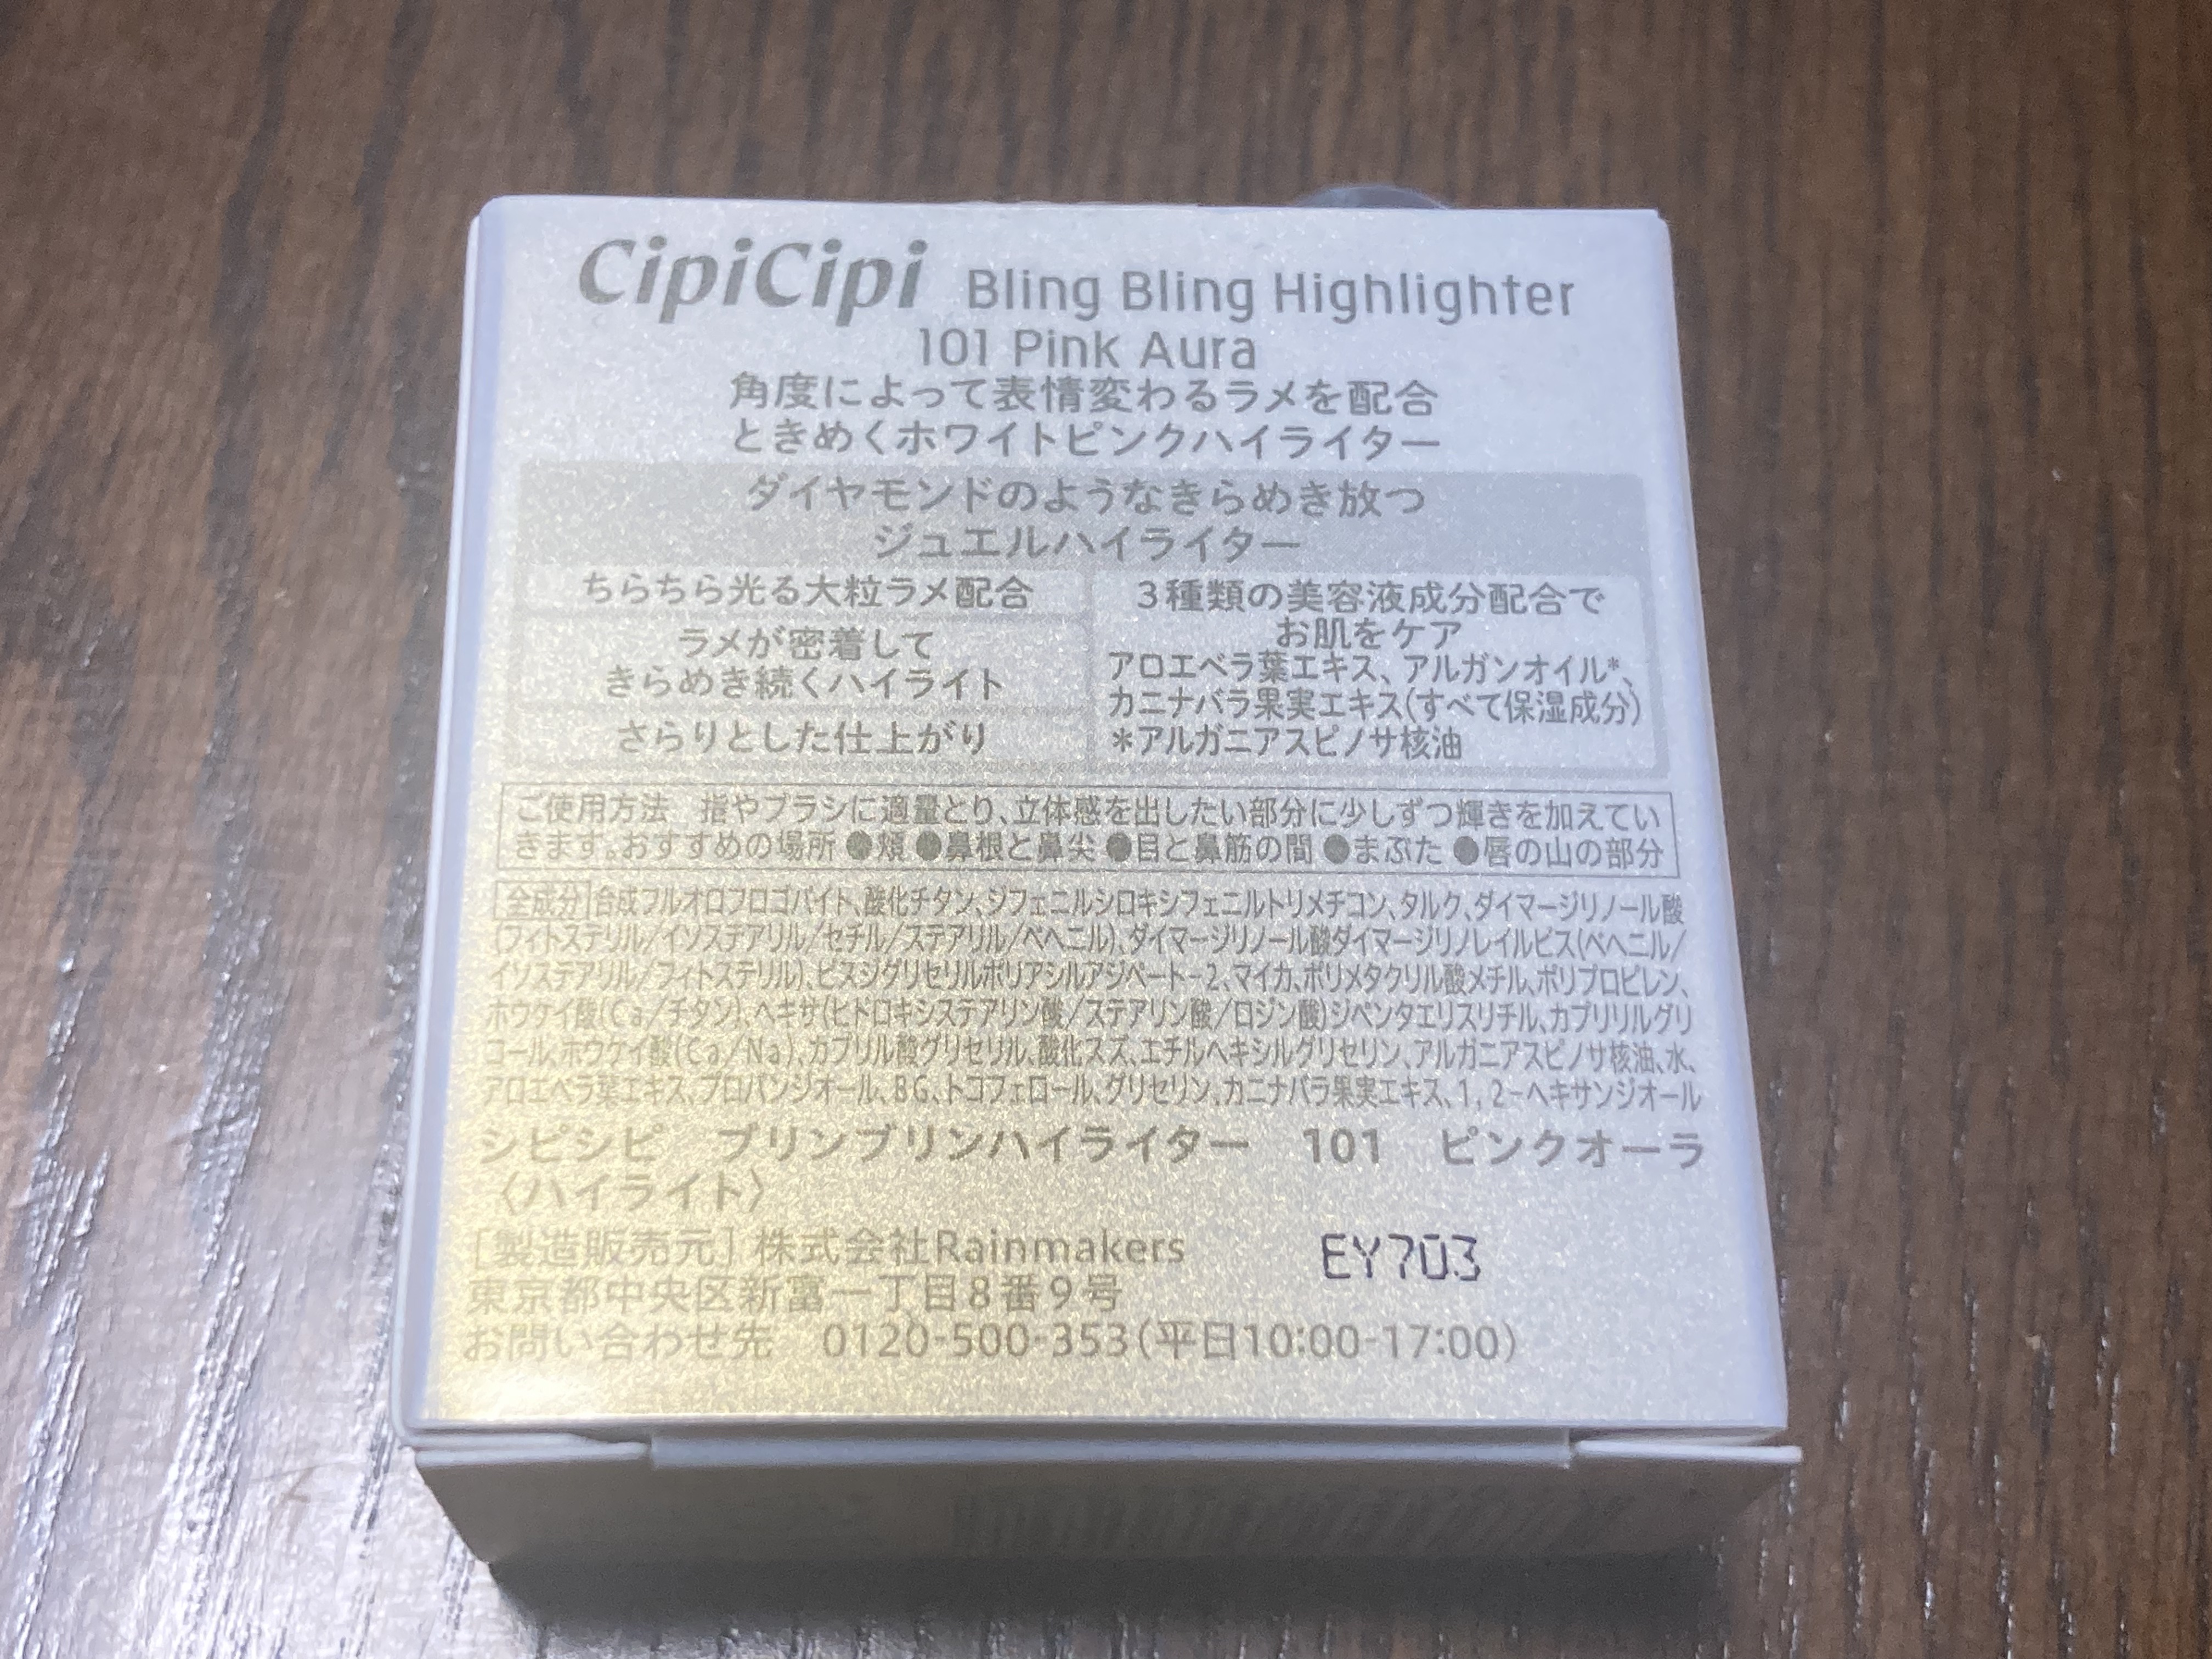 CipiCipi Bling Bling Highlighter
101 Pink Aura
角度によって表情変わるラメを配合
ときめくホワイトピンクハイライター
ダイヤモンドのようなきらめき放つ
ジュエルハイライター
ちらちら光る大粒ラメ配合
ラメが密着して
きらめき続くハイライト
さらりとした仕上がり
3種類の美容液成分配合で
お肌をケア
アロエベラ葉エキス、アルガンオイル*、
カニナバラ果実エキス(すべて保湿成分)
*アルガニアスピノサ核油
ご使用方法 指やブラシに適量とり、立体感を出したい部分に少しずつ輝きを加えてい
きます。おすすめの場所 ●頬 ●鼻根と鼻尖 ●目と鼻筋の間 ●まぶた ●唇の山の部分
全成分 合成フルオロフロゴパイト、酸化チタン、ジフェニルシロキシフェニルトリメチコン、タルク、ダイマージリノール酸
(フィトステリル/イソステアリル/セチル/ステアリル/ベヘニル)、ダイマージリノール酸ダイマージリノレイルビス(ベヘニル/
イソステアリル/フィトステリル)、ビスジグリセリルポリアシルアジペート-2、マイカ、ポリメタクリル酸メチル、ポリプロピレン、
ホウケイ酸(Ca/チタン)、ヘキサ(ヒドロキシステアリン酸/ステアリン酸/ロジン酸)ジペンタエリスリチル、カプリリルグリ
コール、ホウケイ酸(Ca/Na)、カプリル酸グリセリル、酸化スズ、エチルヘキシルグリセリン、アルガニアスピノサ核油、水、
アロエベラ葉エキス、プロパンジオール、BG、トコフェロール、グリセリン、カニナバラ果実エキス、1,2-ヘキサンジオール
シピシピ ブリンブリンハイライター 101 ピンクオーラ
〈ハイライト〉
[製造販売元] 株式会社Rainmakers
東京都中央区新富一丁目8番9号
お問い合わせ先 0120-500-353(平日10:00-17:00)
EY703